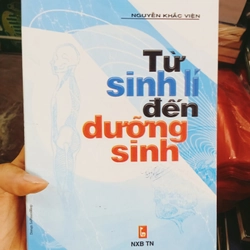 NGUYỄN KHẮC VIỆN
Từ
sinh lí
đến
dưỡng
sinh
NXB TN